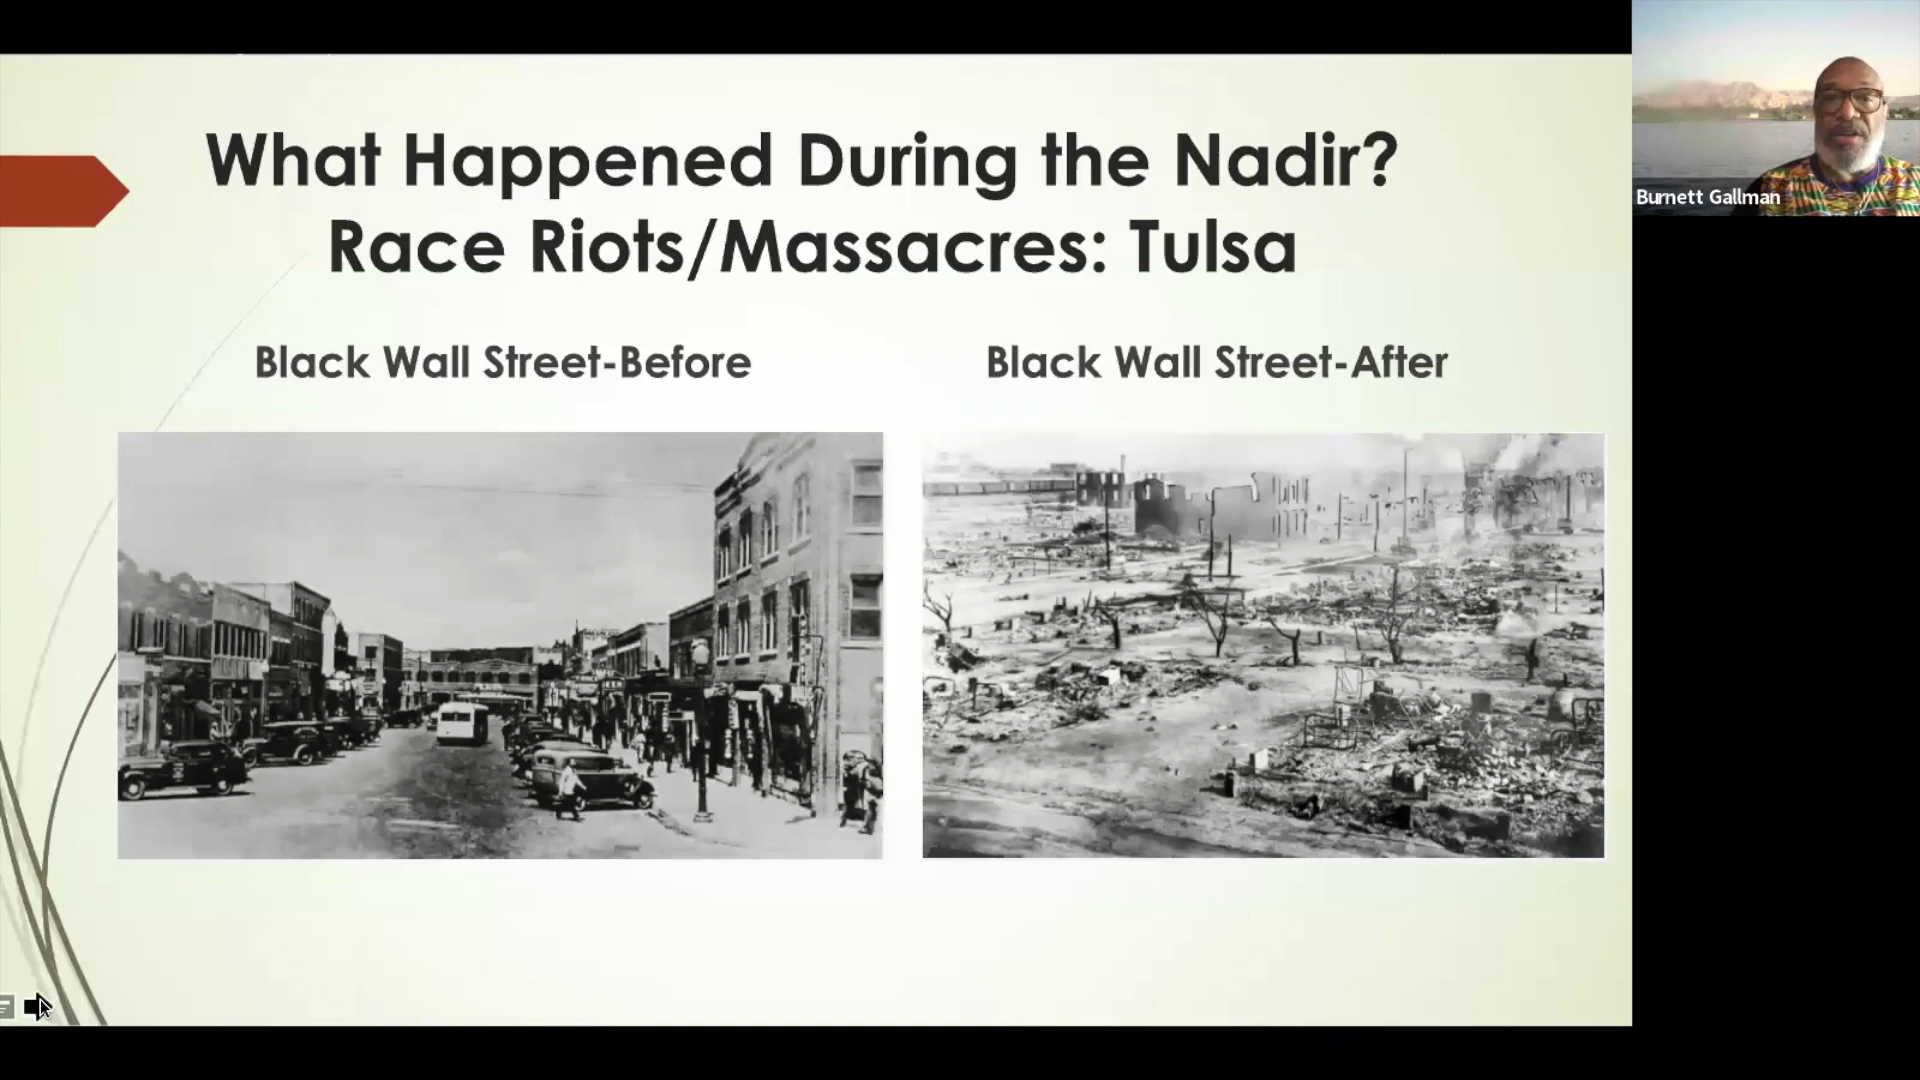 What Happened During the Nadir?
Race Riots/Massacres: Tulsa
Black Wall Street-Before
Black Wall Street-After
Burnett Gallman